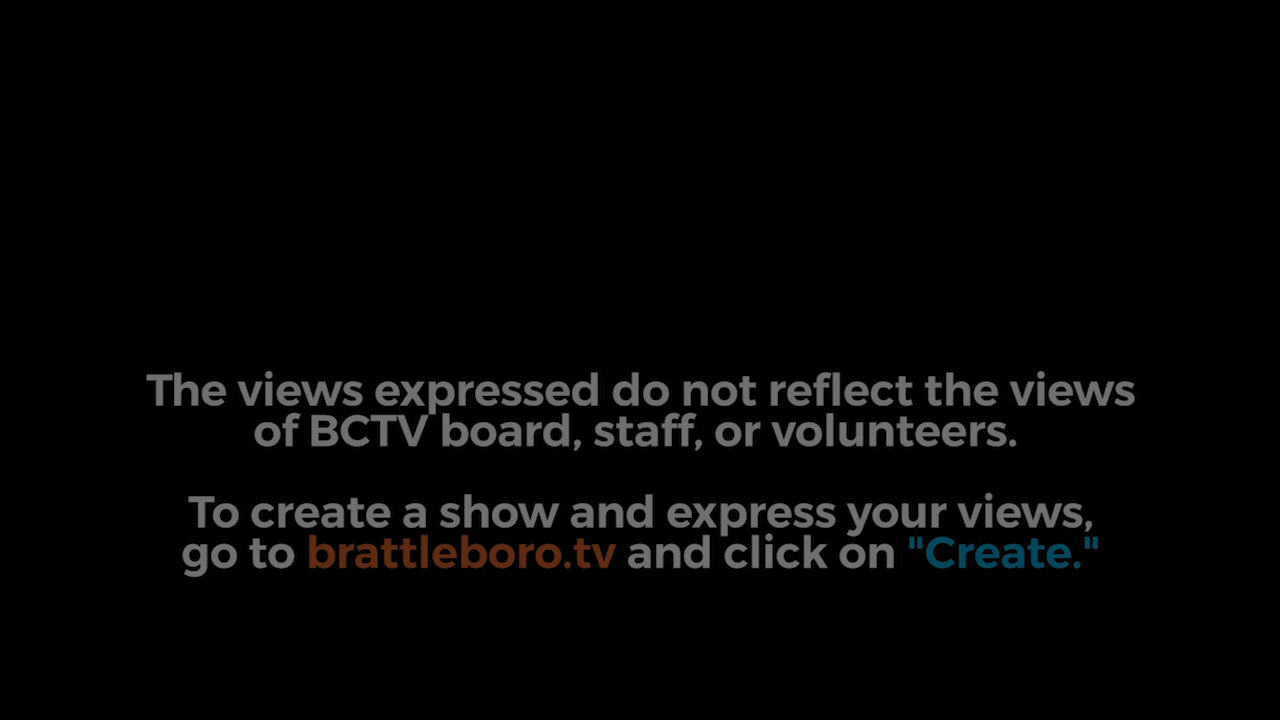 The views expressed do not reflect the views
of BCTV board, staff, or volunteers.
To create a show and express your views,
go to brattleboro.tv and click on "Create."